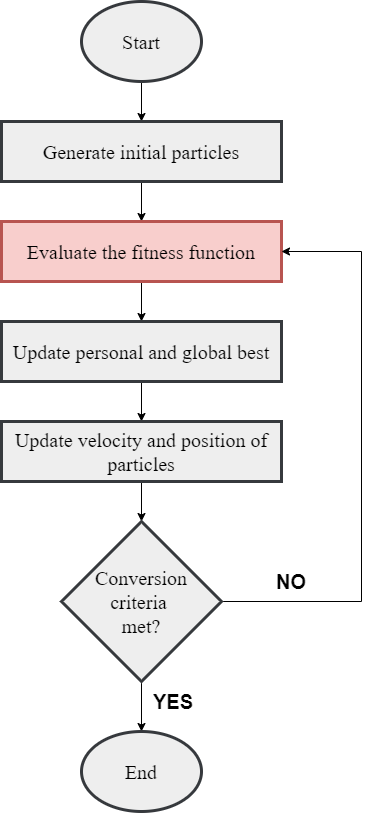 Start
Generate initial particles
Evaluate the fitness function
Update personal and global best
Update velocity and position of
particles
Conversion
criteria
met?
NO
YES
End